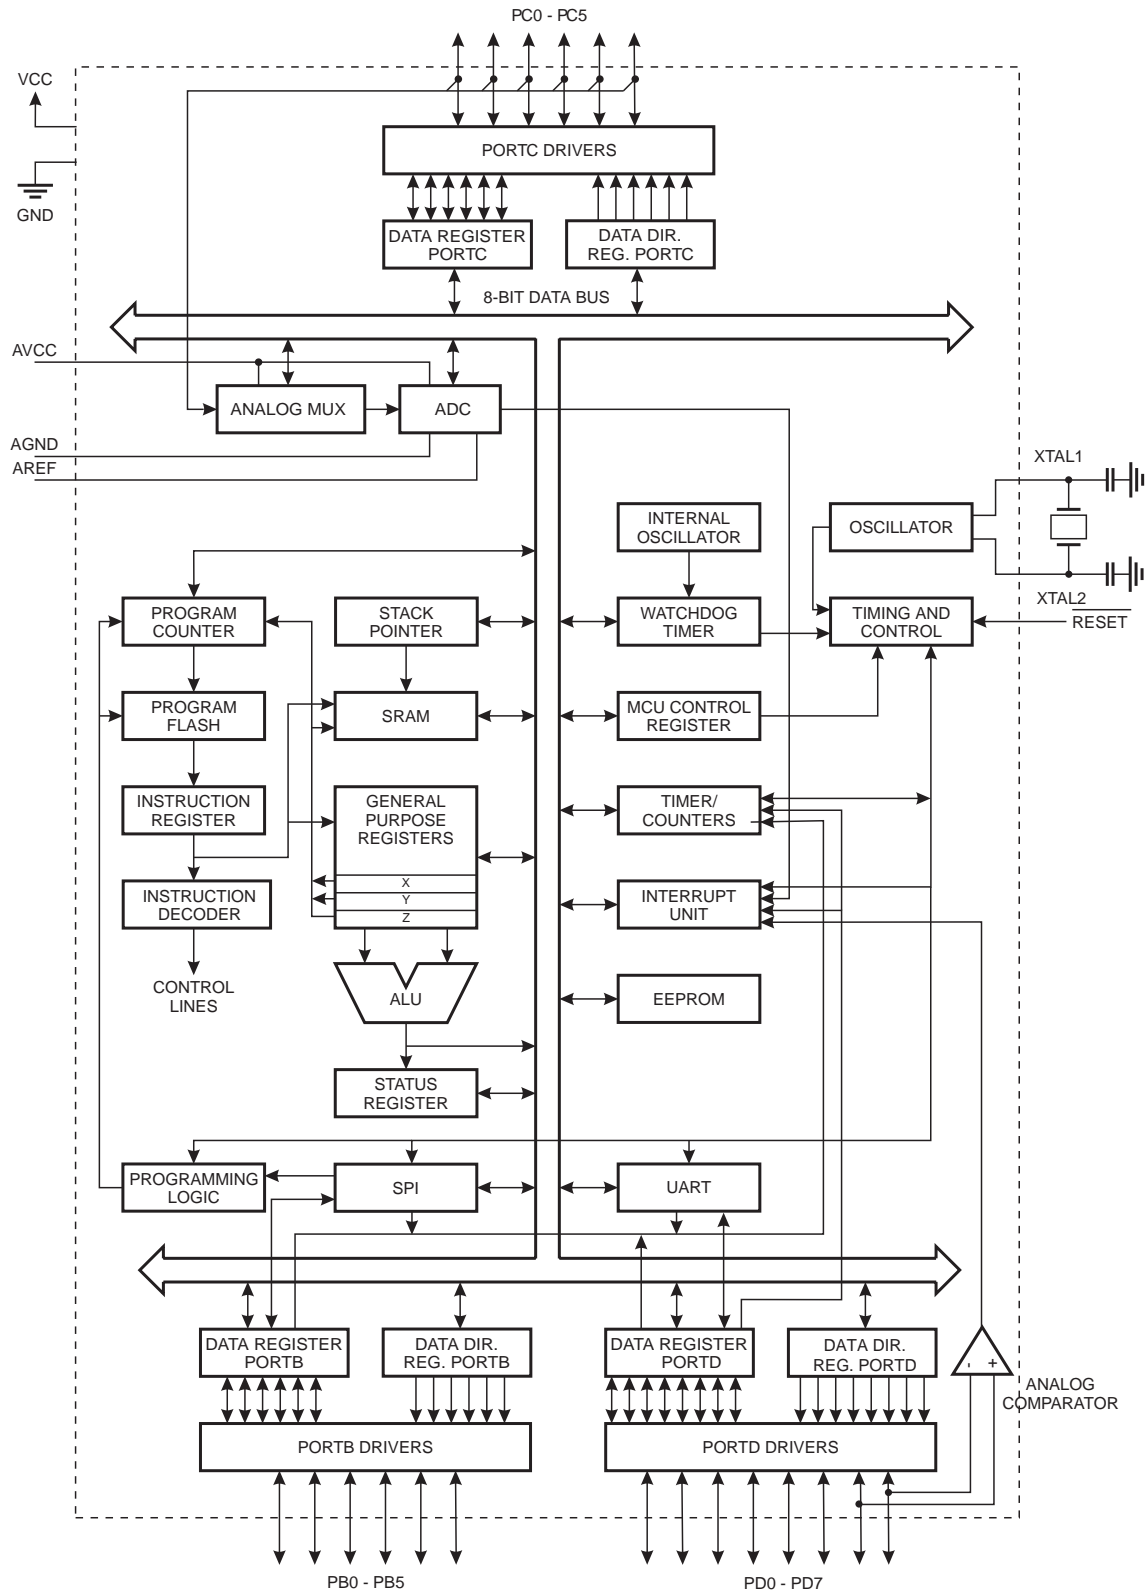 PC0 - PC5
VCC
PORTC DRIVERS
GND
DATA REGISTER
PORTC
DATA DIR.
REG. PORTC
8-BIT DATA BUS
AVCC
ANALOG MUX
ADC
AGND
AREF
XTAL1
INTERNAL
OSCILLATOR
OSCILLATOR
XTAL2
PROGRAM
COUNTER
STACK
POINTER
WATCHDOG
TIMER
TIMING AND
CONTROL
RESET
PROGRAM
FLASH
SRAM
MCU CONTROL
REGISTER
INSTRUCTION
REGISTER
GENERAL
PURPOSE
REGISTERS
X
Y
Z
TIMER/
COUNTERS
INSTRUCTION
DECODER
INTERRUPT
UNIT
CONTROL
LINES
ALU
EEPROM
STATUS
REGISTER
PROGRAMMING
LOGIC
SPI
UART
DATA REGISTER
PORTB
DATA DIR.
REG. PORTB
DATA REGISTER
PORTD
DATA DIR.
REG. PORTD
- +
ANALOG
COMPARATOR
PORTB DRIVERS
PORTD DRIVERS
PB0 - PB5
PD0 - PD7